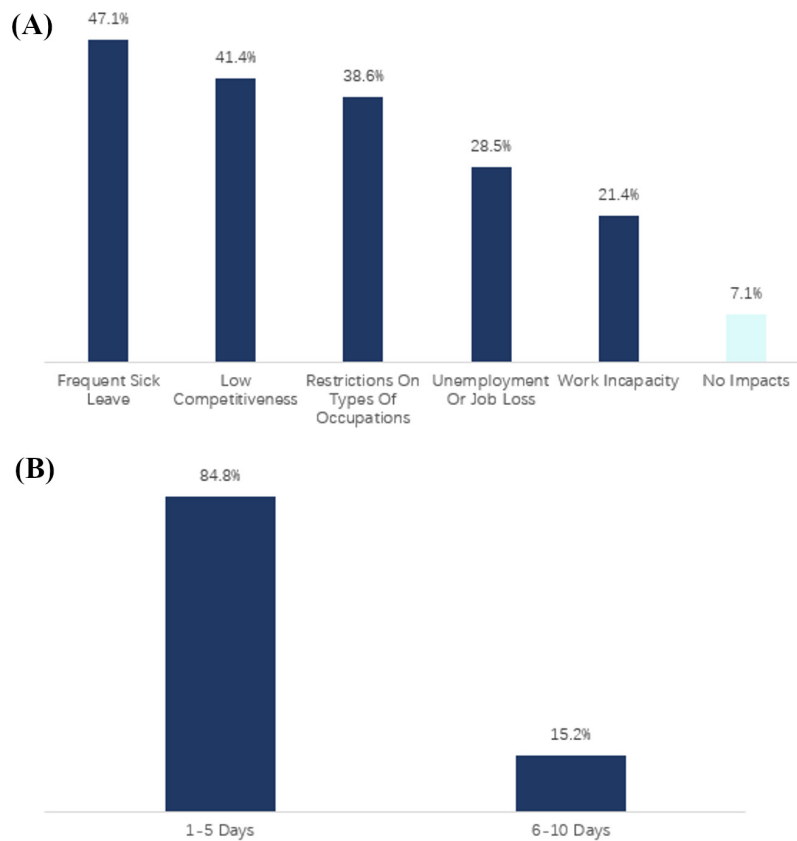 (A)
47.1%
41.4%
38.6%
28.5%
21.4%
7.1%
Frequent Sick
Leave
Low
Competitiveness
Restrictions On
Types Of
Occupations
Unemployment
Or Job Loss
Work Incapacity
No Impacts
(B)
84.8%
15.2%
1-5 Days
6-10 Days